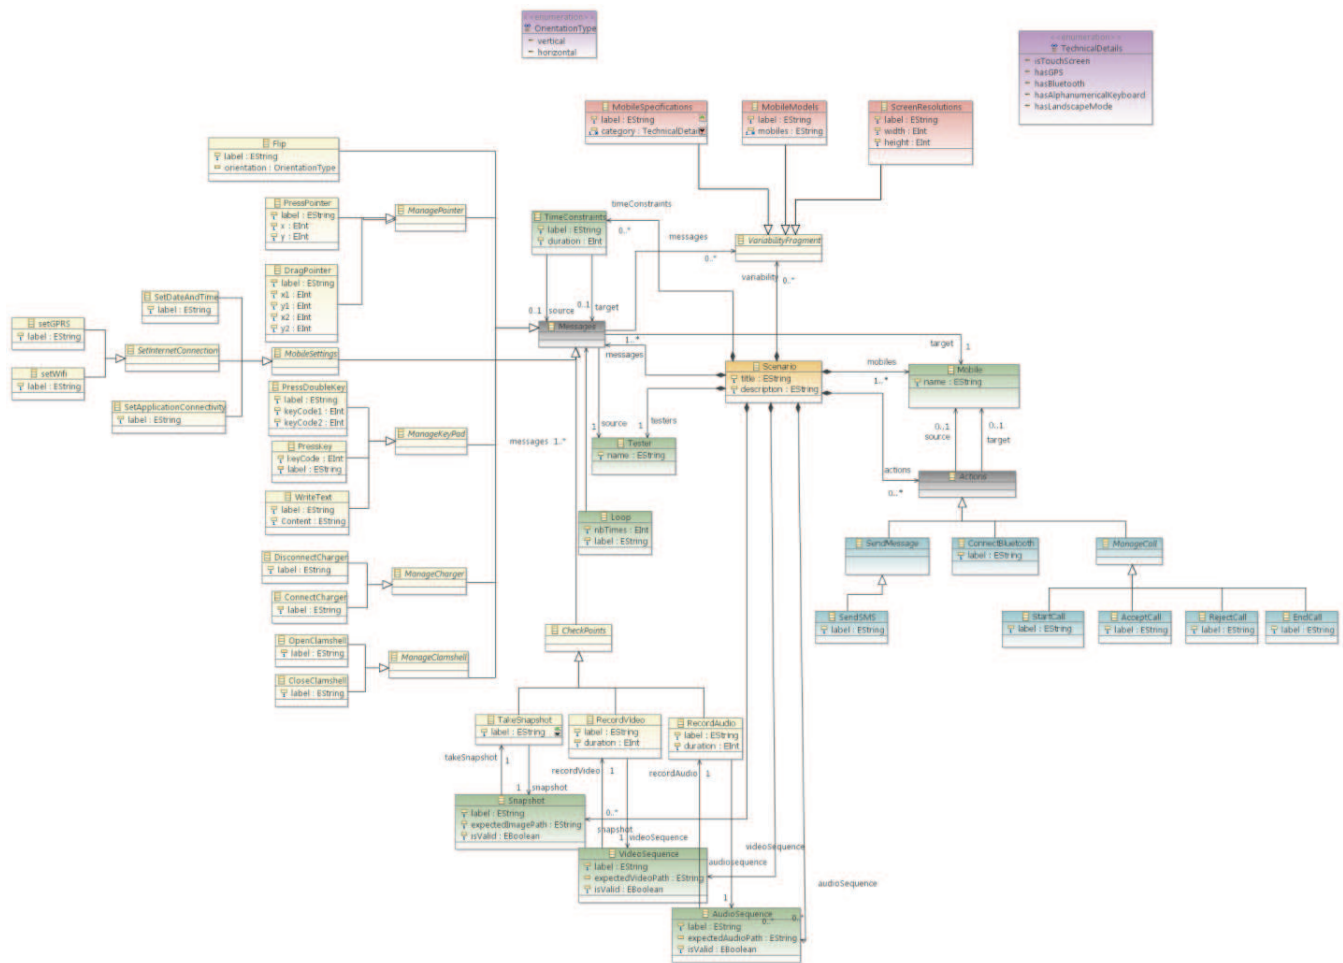 <<enumeration>>
OrientationType
vertical
horizontal
<<enumeration>>
TechnicalDetails
isTouchScreen
hasGPS
hasBluetooth
hasAlphanumericalKeyboard
hasLandscapeMode
MobileSpecifications
label : EString
category : TechnicalDetail
MobileModels
label : EString
mobiles : EString
ScreenResolutions
label : EString
width : EInt
height : EInt
Flip
label : EString
orientation : OrientationType
PressPointer
label : EString
x : EInt
y : EInt
ManagePointer
DragPointer
label : EString
x1 : EInt
y1 : EInt
x2 : EInt
y2 : EInt
TimeConstraints
label : EString
duration : EInt
timeConstraints
0..*
messages
0..*
VariabilityFragment
variability
0..*
SetDateAndTime
label : EString
setGPRS
label : EString
setWifi
label : EString
SetInternetConnection
MobileSettings
SetApplicationConnectivity
label : EString
0..1
source
0..1
target
Messages
1..*
messages
target
1
Scenario
title : EString
description : EString
mobiles
1..*
Mobile
name : EString
PressDoubleKey
label : EString
keyCode1 : EInt
keyCode2 : EInt
ManageKeyPad
PressKey
keyCode : EInt
label : EString
WriteText
label : EString
Content : EString
messages
1..*
1
source
1
testers
Tester
name : EString
0..1
source
0..1
target
actions
0..*
Actions
Loop
nbTimes : EInt
label : EString
DisconnectCharger
label : EString
ManageCharger
ConnectCharger
label : EString
SendMessage
ConnectBluetooth
label : EString
ManageCall
SendSMS
label : EString
StartCall
label : EString
AcceptCall
label : EString
RejectCall
label : EString
EndCall
label : EString
OpenClamshell
label : EString
ManageClamshell
CloseClamshell
label : EString
CheckPoints
TakeSnapshot
label : EString
RecordVideo
label : EString
duration : EInt
RecordAudio
label : EString
duration : EInt
takeSnapshot
1
1
snapshot
recordVideo
1
recordAudio
1
Snapshot
label : EString
expectedImagePath : EString
isValid : EBoolean
0..*
snapshot
1
videoSequence
VideoSequence
label : EString
expectedVideoPath : EString
isValid : EBoolean
videoSequence
audiosequence
audioSequence
1
AudioSequence
0..*
0..*
label : EString
expectedAudioPath : EString
isValid : EBoolean